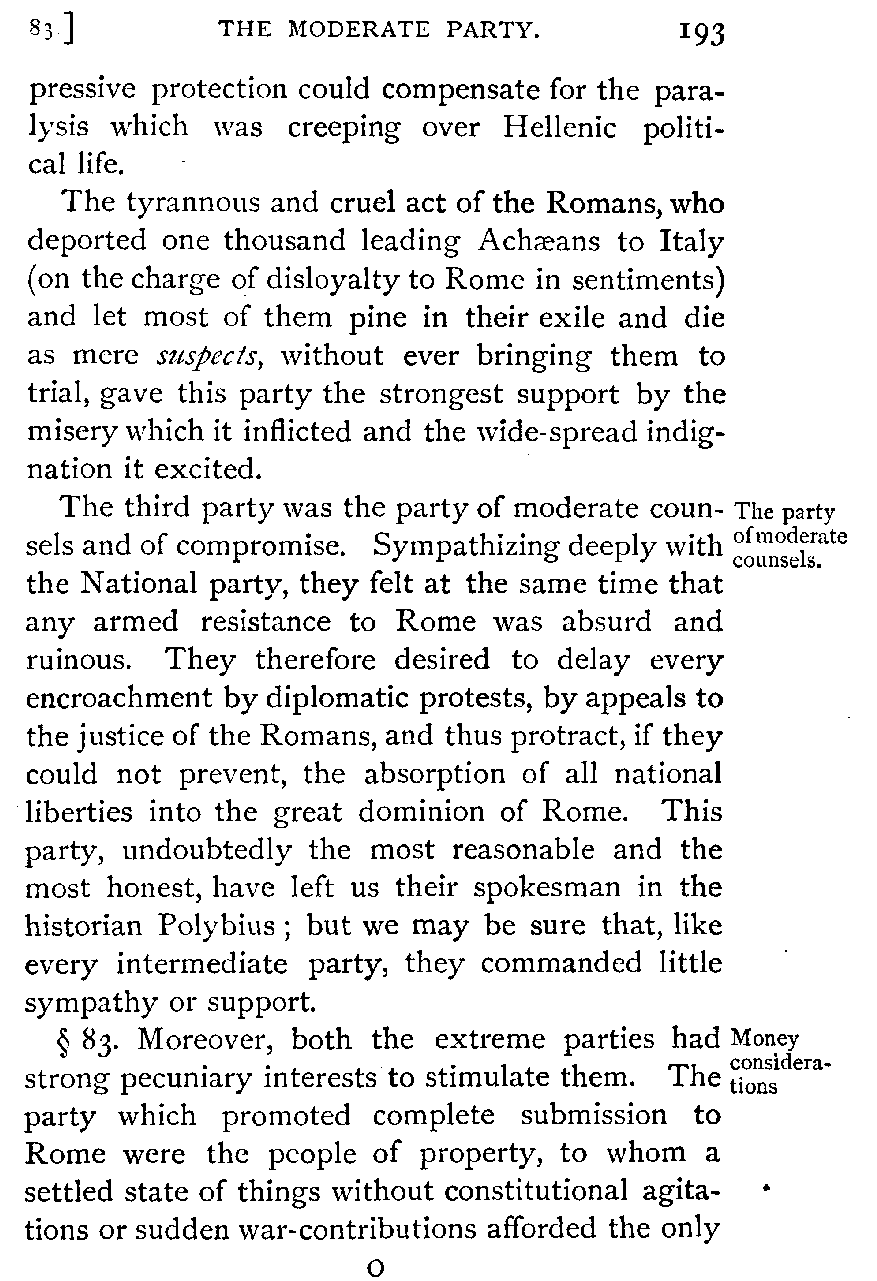 83.] THE MODERATE PARTY. 193
pressive protection could compensate for the para-
lysis which was creeping over Hellenic politi-
cal life.
The tyrannous and cruel act of the Romans, who
deported one thousand leading Achæans to Italy
(on the charge of disloyalty to Rome in sentiments)
and let most of them pine in their exile and die
as mere suspects, without ever bringing them to
trial, gave this party the strongest support by the
misery which it inflicted and the wide-spread indig-
nation it excited.
The third party was the party of moderate coun-
sels and of compromise. Sympathizing deeply with
the National party, they felt at the same time that
any armed resistance to Rome was absurd and
ruinous. They therefore desired to delay every
encroachment by diplomatic protests, by appeals to
the justice of the Romans, and thus protract, if they
could not prevent, the absorption of all national
liberties into the great dominion of Rome. This
party, undoubtedly the most reasonable and the
most honest, have left us their spokesman in the
historian Polybius ; but we may be sure that, like
every intermediate party, they commanded little
sympathy or support.
The party
of moderate
counsels.
§ 83. Moreover, both the extreme parties had
strong pecuniary interests to stimulate them. The
party which promoted complete submission to
Rome were the people of property, to whom a
settled state of things without constitutional agita-
tions or sudden war-contributions afforded the only
Money
considera-
tions
O